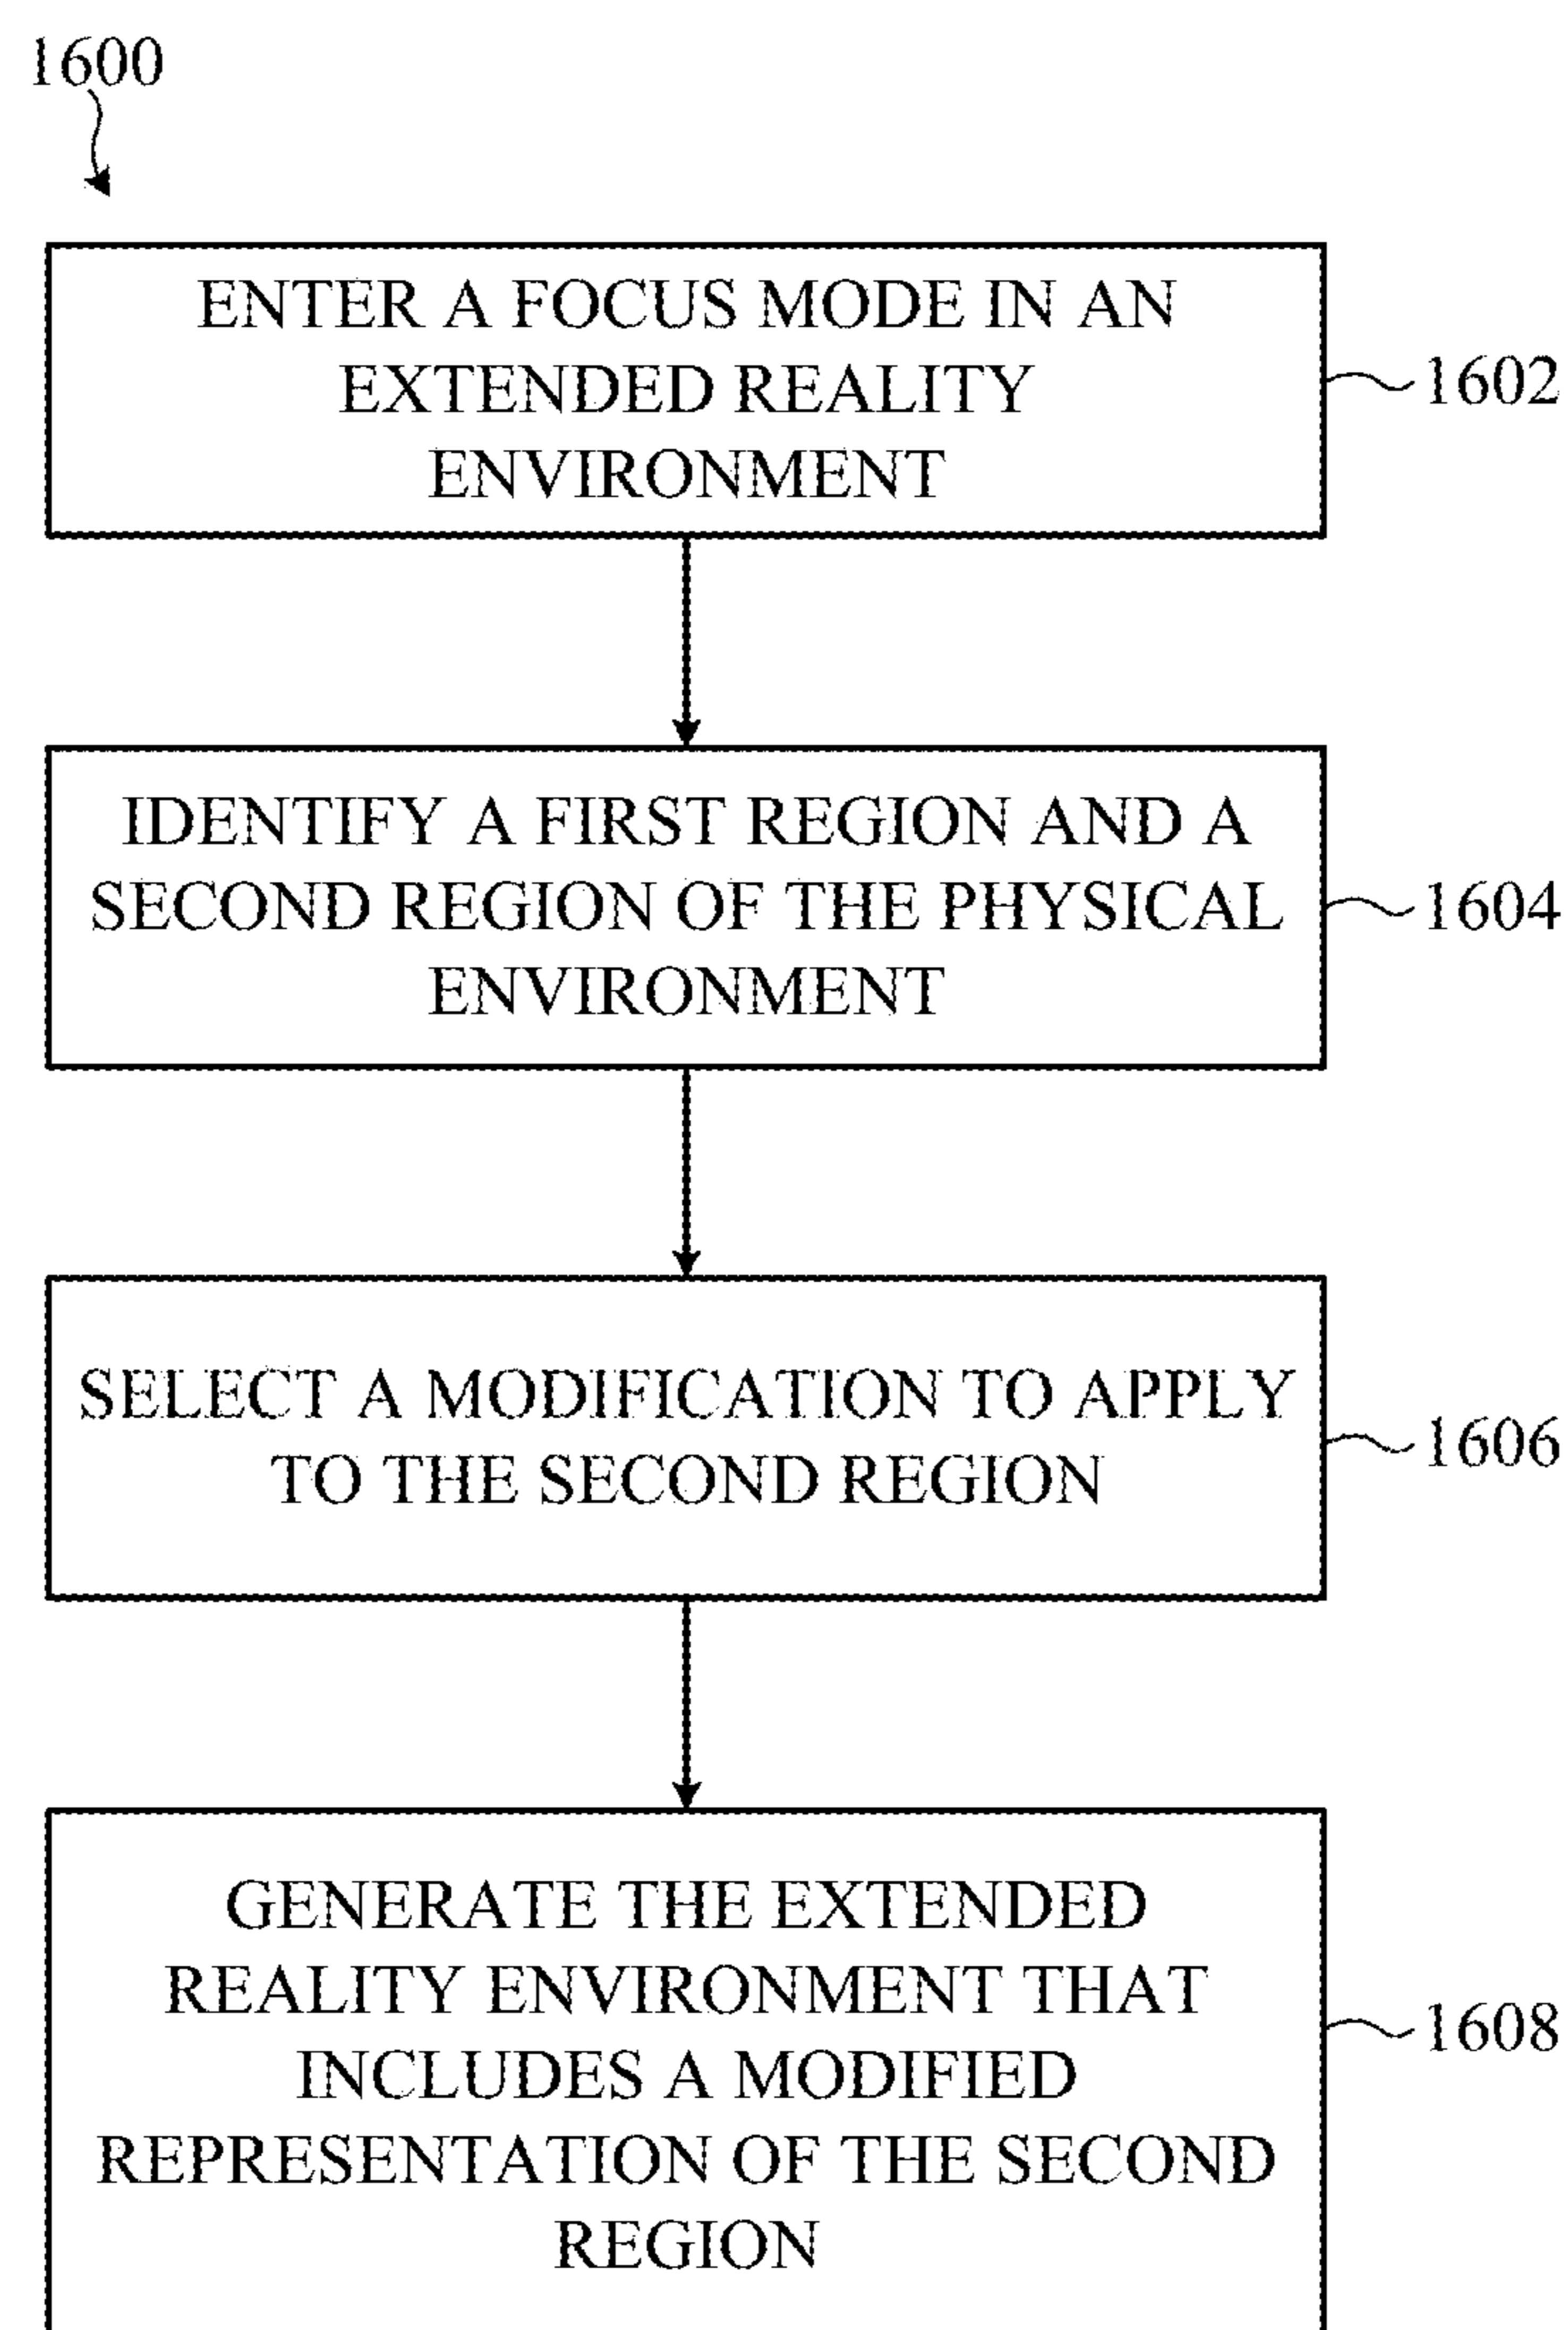 1600
ENTER A FOCUS MODE IN AN
EXTENDED REALITY
ENVIRONMENT
1602
IDENTIFY A FIRST REGION AND A
SECOND REGION OF THE PHYSICAL
ENVIRONMENT
1604
SELECT A MODIFICATION TO APPLY
TO THE SECOND REGION
1606
GENERATE THE EXTENDED
REALITY ENVIRONMENT THAT
INCLUDES A MODIFIED
REPRESENTATION OF THE SECOND
REGION
1608